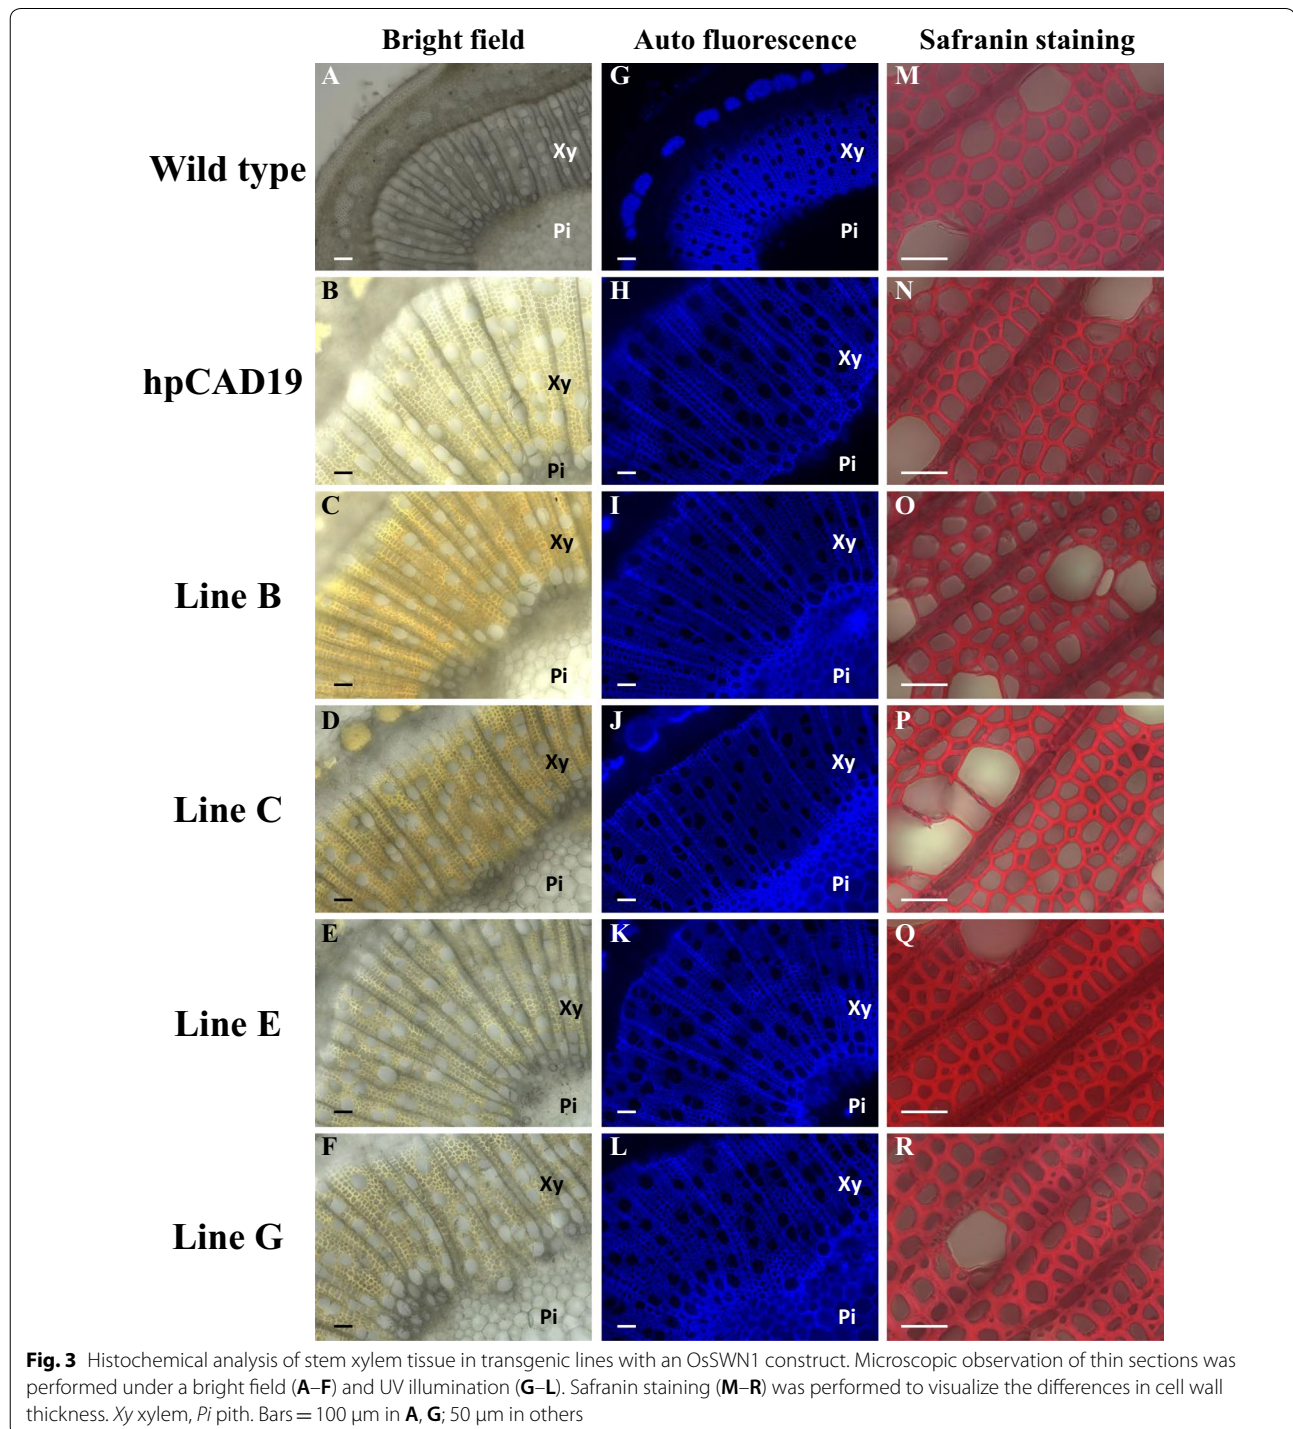 Bright field Auto fluorescence Safranin staining
Wild type
A Xy Pi
G Xy Pi
M
hpCAD19
B Xy Pi
H Xy Pi
N
Line B
C Xy Pi
I Xy Pi
O
Line C
D Xy Pi
J Xy Pi
P
Line E
E Xy Pi
K Xy Pi
Q
Line G
F Xy Pi
L Xy Pi
R
Fig. 3 Histochemical analysis of stem xylem tissue in transgenic lines with an OsSWN1 construct. Microscopic observation of thin sections was
performed under a bright field (A–F) and UV illumination (G–L). Safranin staining (M–R) was performed to visualize the differences in cell wall
thickness. Xy xylem, Pi pith. Bars = 100 µm in A, G; 50 µm in others